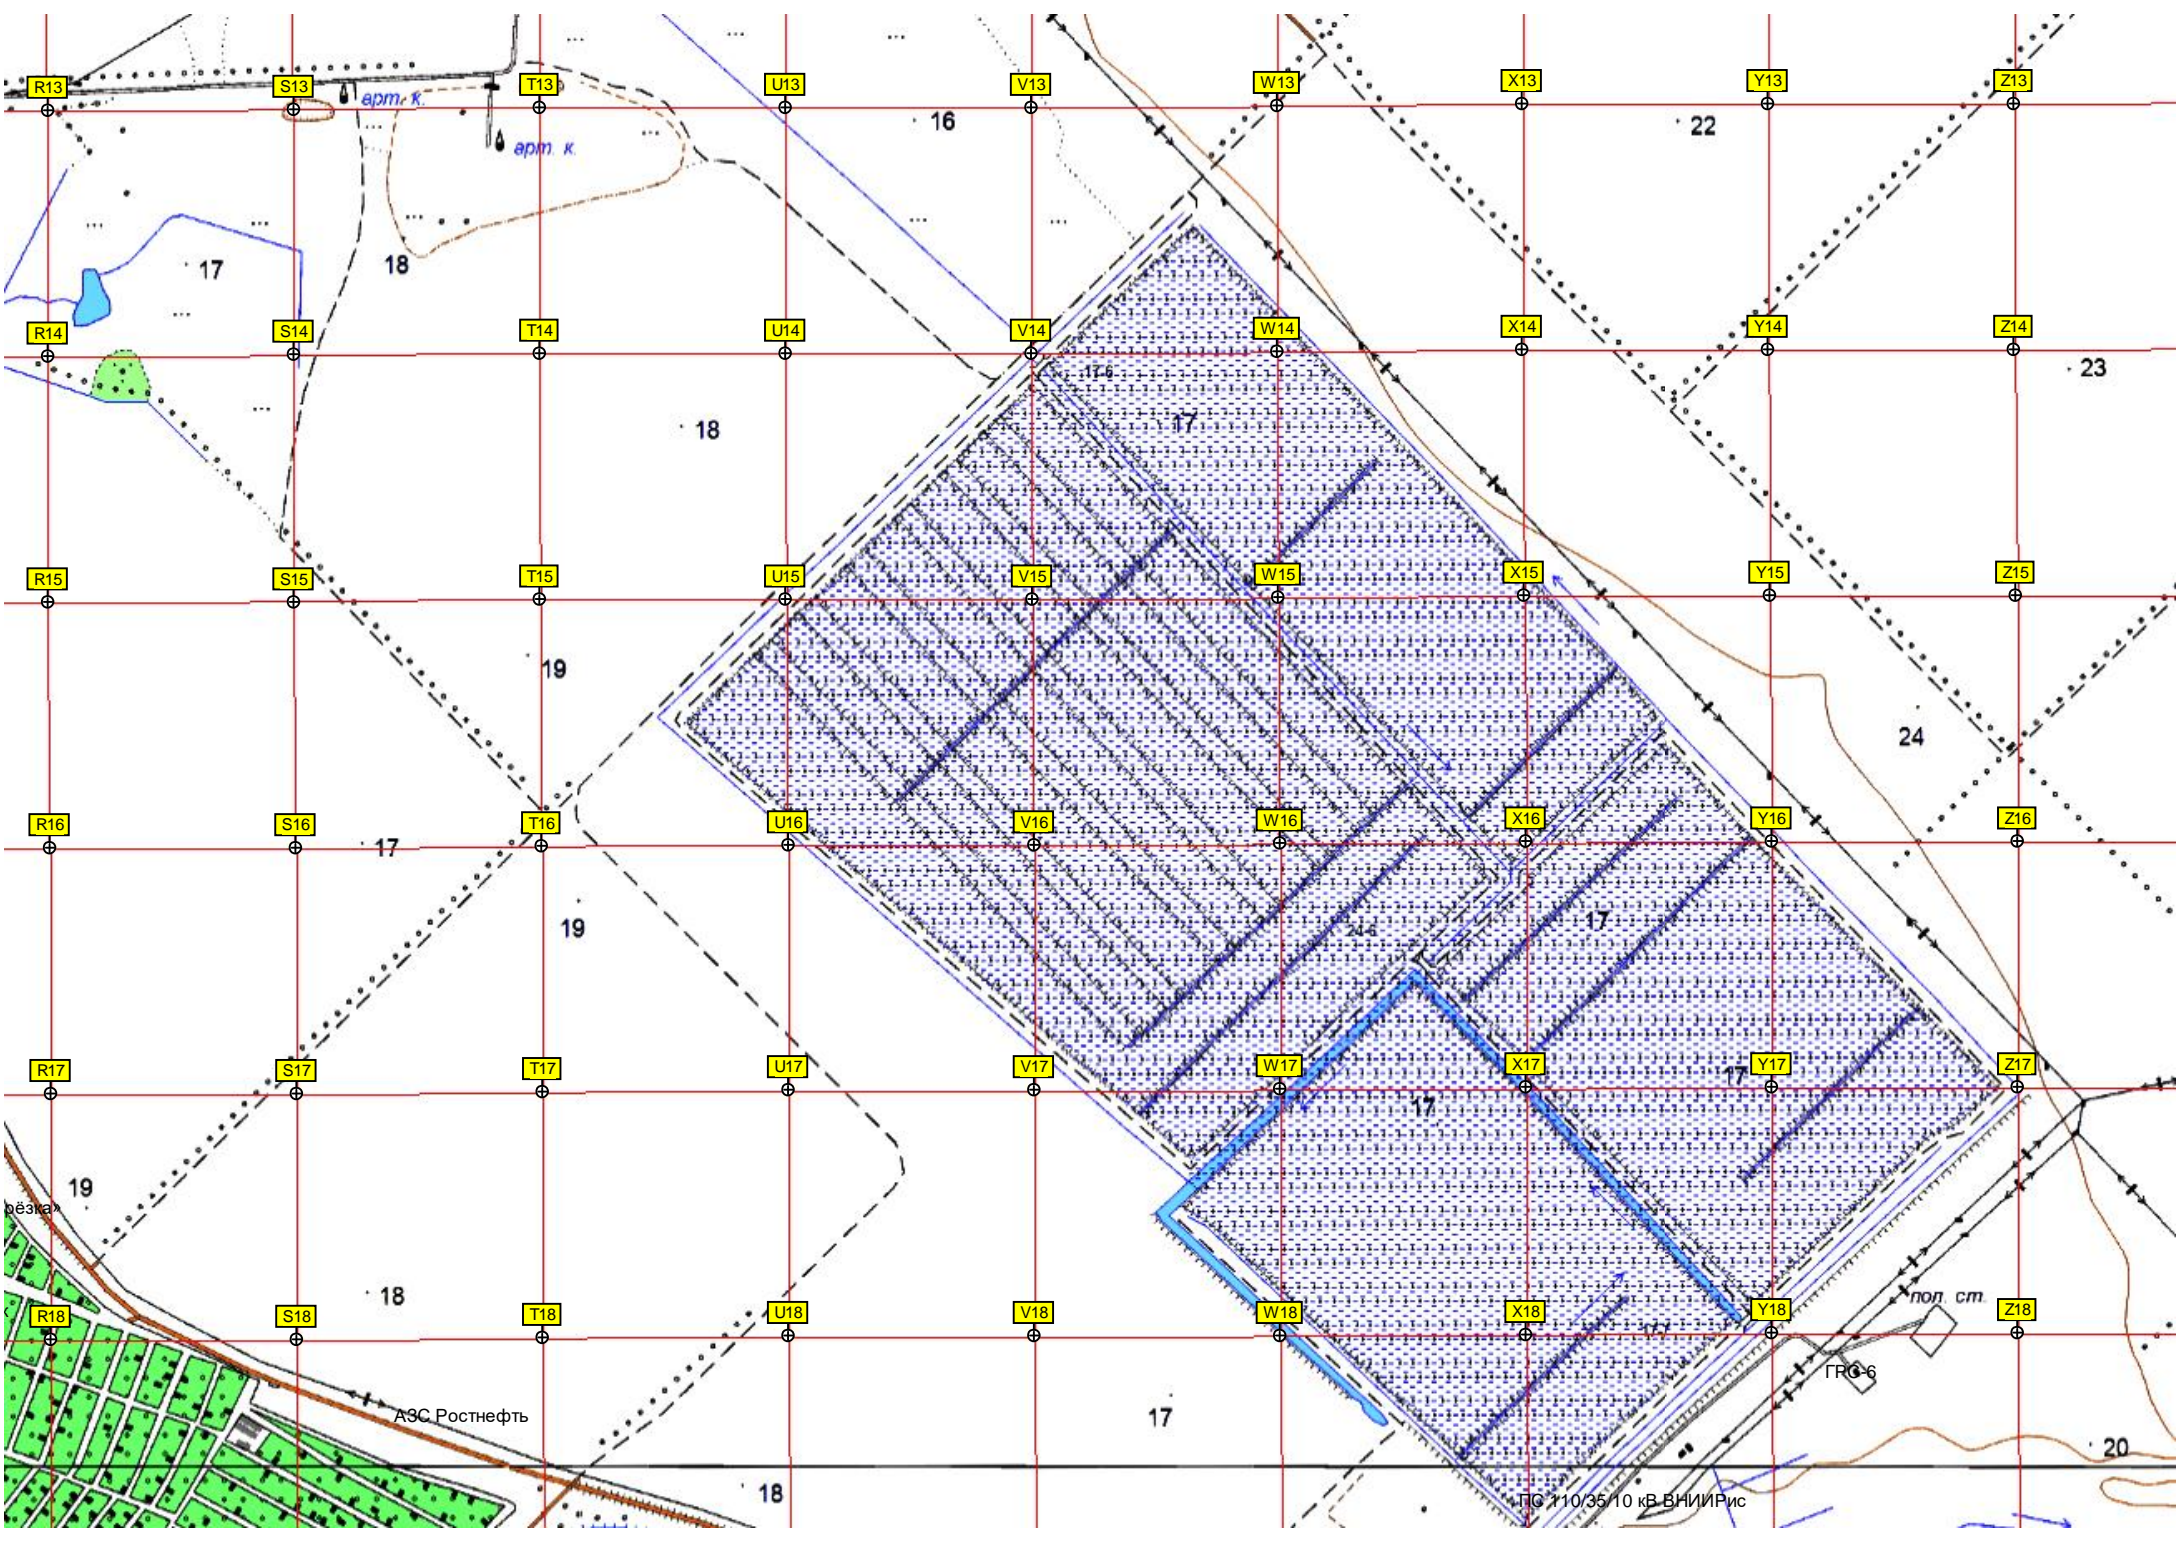 R13 S13 T13 U13 V13 W13 X13 Y13 Z13
арт. к.
16 22
арт. к.
17 18
R14 S14 T14 U14 V14 W14 X14 Y14 Z14
23
17
18
R15 S15 T15 U15 V15 W15 X15 Y15 Z15
19
24
R16 S16 T16 U16 V16 W16 X16 Y16 Z16
17
19 17
R17 S17 T17 U17 V17 W17 X17 Y17 Z17
17 17
19
рёзка»
18
пол. ст.
R18 S18 T18 U18 V18 W18 X18 Y18 Z18
ГРС-6
АЗС Ростнефть
17
20
18
ПС 110/35/10 кВ ВНИИРис